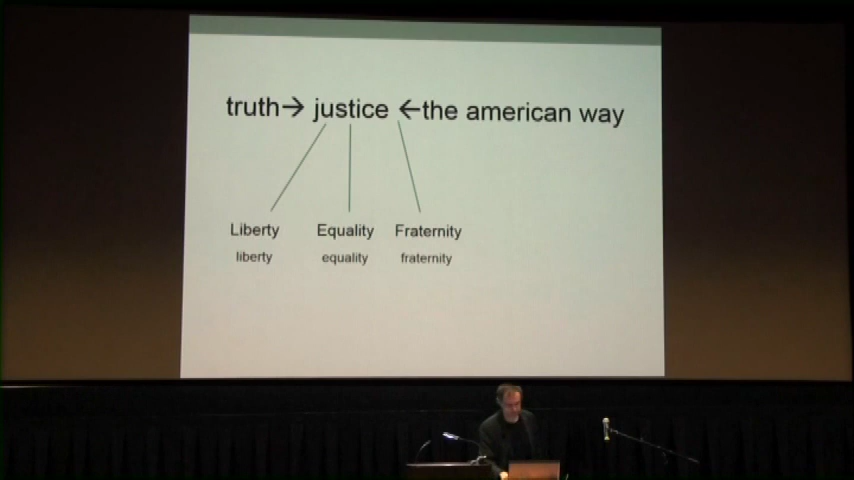 truth→ justice ←the american way
Liberty Equality Fraternity
liberty equality fraternity